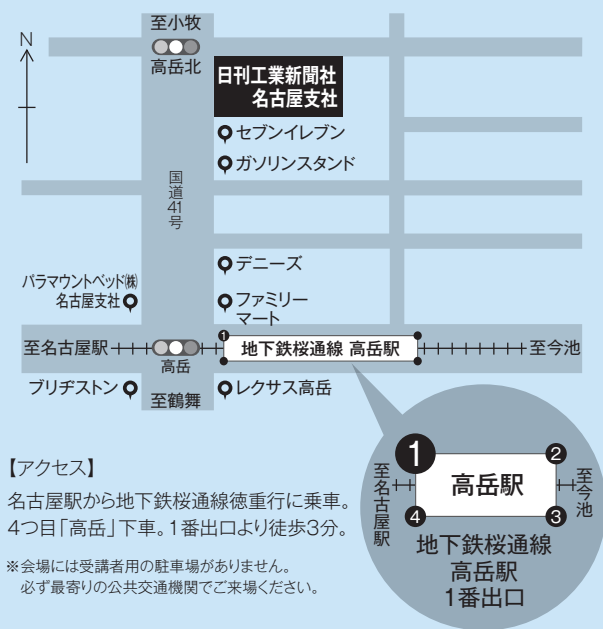 至小牧
N
高岳北
日刊工業新聞社
名古屋支社
セブンイレブン
ガソリンスタンド
国道41号
デニーズ
パラマウントベッド㈱
名古屋支社
ファミリー
マート
至名古屋駅
1
地下鉄桜通線 高岳駅
至今池
高岳
ブリヂストン
至鶴舞
レクサス高岳
【アクセス】
名古屋駅から地下鉄桜通線徳重行に乗車。
4つ目「高岳」下車。1番出口より徒歩3分。
※会場には受講者用の駐車場がありません。
必ず最寄りの公共交通機関でご来場ください。
1
2
至名古屋駅
高岳駅
至今池
4
3
地下鉄桜通線
高岳駅
1番出口